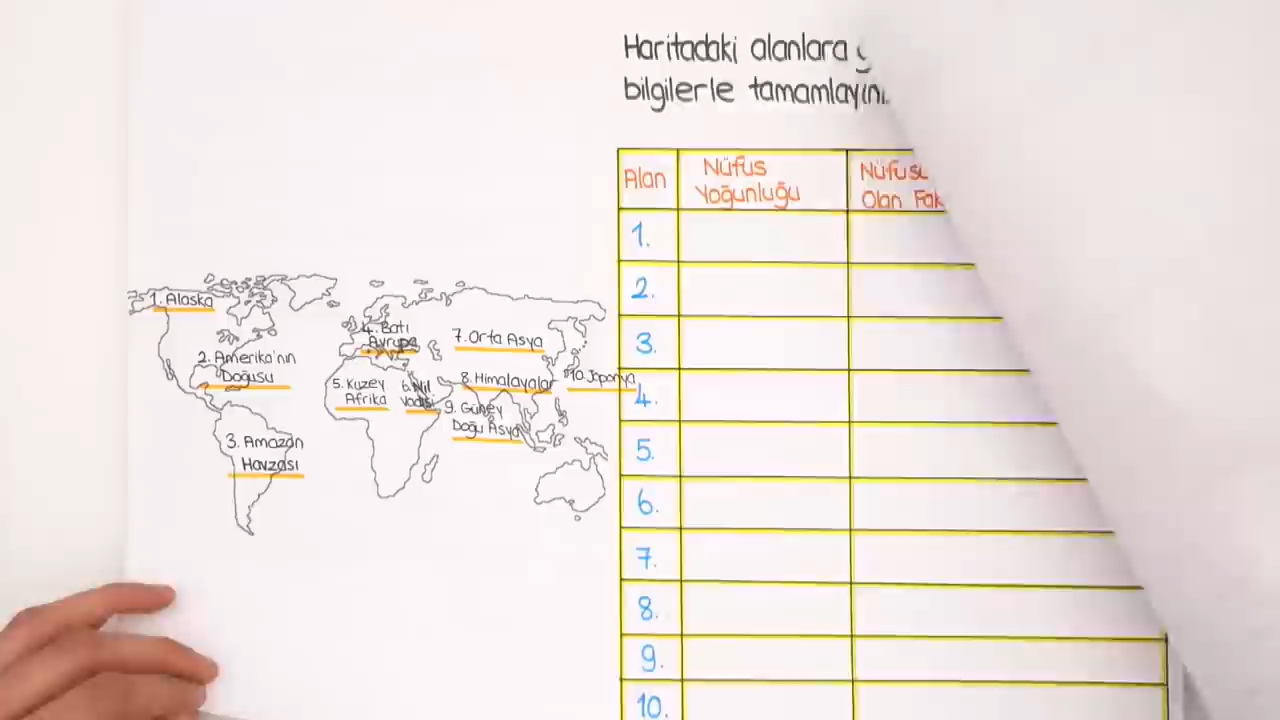 Haritadaki alanlara
bilgilerle tamamlayını
Alan
Nüfus
Yoğunluğu
Olan
1.
2.
3.
4.
5.
6.
7.
8.
9.
10.
1. Alaska
2. Amerika'nın
Doğusu
3. Amazon
Havzası
4. Batı
Avrupa
5. Kuzey
Afrika
6. Nil
Vadisi
7. Orta Asya
8. Himalayalar
9. Güney
Doğu Asya
10. Japonya